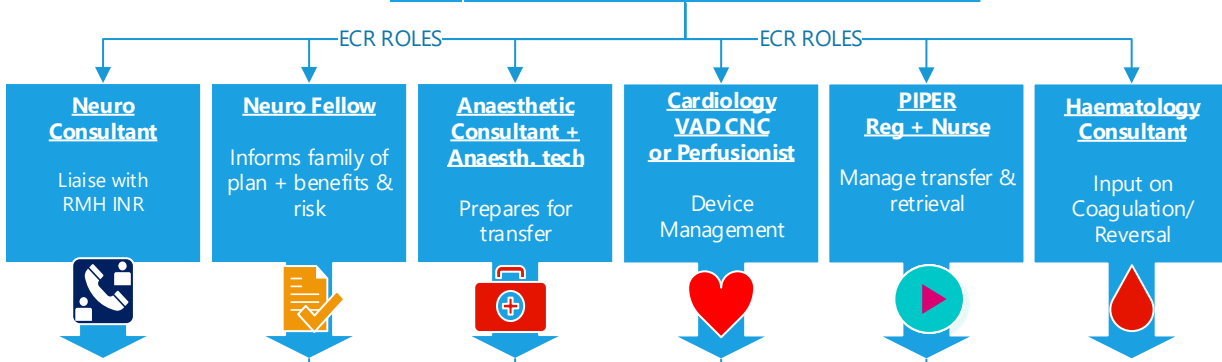 ECR ROLES
ECR ROLES
Neuro
Consultant
Liaise with
RMH INR
Neuro Fellow
Informs family of
plan + benefits &
risk
Anaesthetic
Consultant +
Anaesth. tech
Prepares for
transfer
Cardiology
VAD CNC
or Perfusionist
Device
Management
PIPER
Reg + Nurse
Manage transfer &
retrieval
Haematology
Consultant
Input on
Coagulation/
Reversal